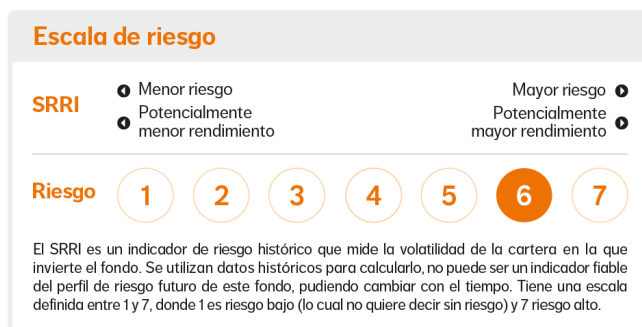 Escala de riesgo
SRRI
Menor riesgo
Potencialmente
menor rendimiento
Mayor riesgo
Potencialmente
mayor rendimiento
Riesgo 1 2 3 4 5 6 7
El SRRI es un indicador de riesgo histórico que mide la volatilidad de la cartera en la que
invierte el fondo. Se utilizan datos históricos para calcularlo, no puede ser un indicador fiable
del perfil de riesgo futuro de este fondo, pudiendo cambiar con el tiempo. Tiene una escala
definida entre 1 y 7, donde 1 es riesgo bajo (lo cual no quiere decir sin riesgo) y 7 riesgo alto.